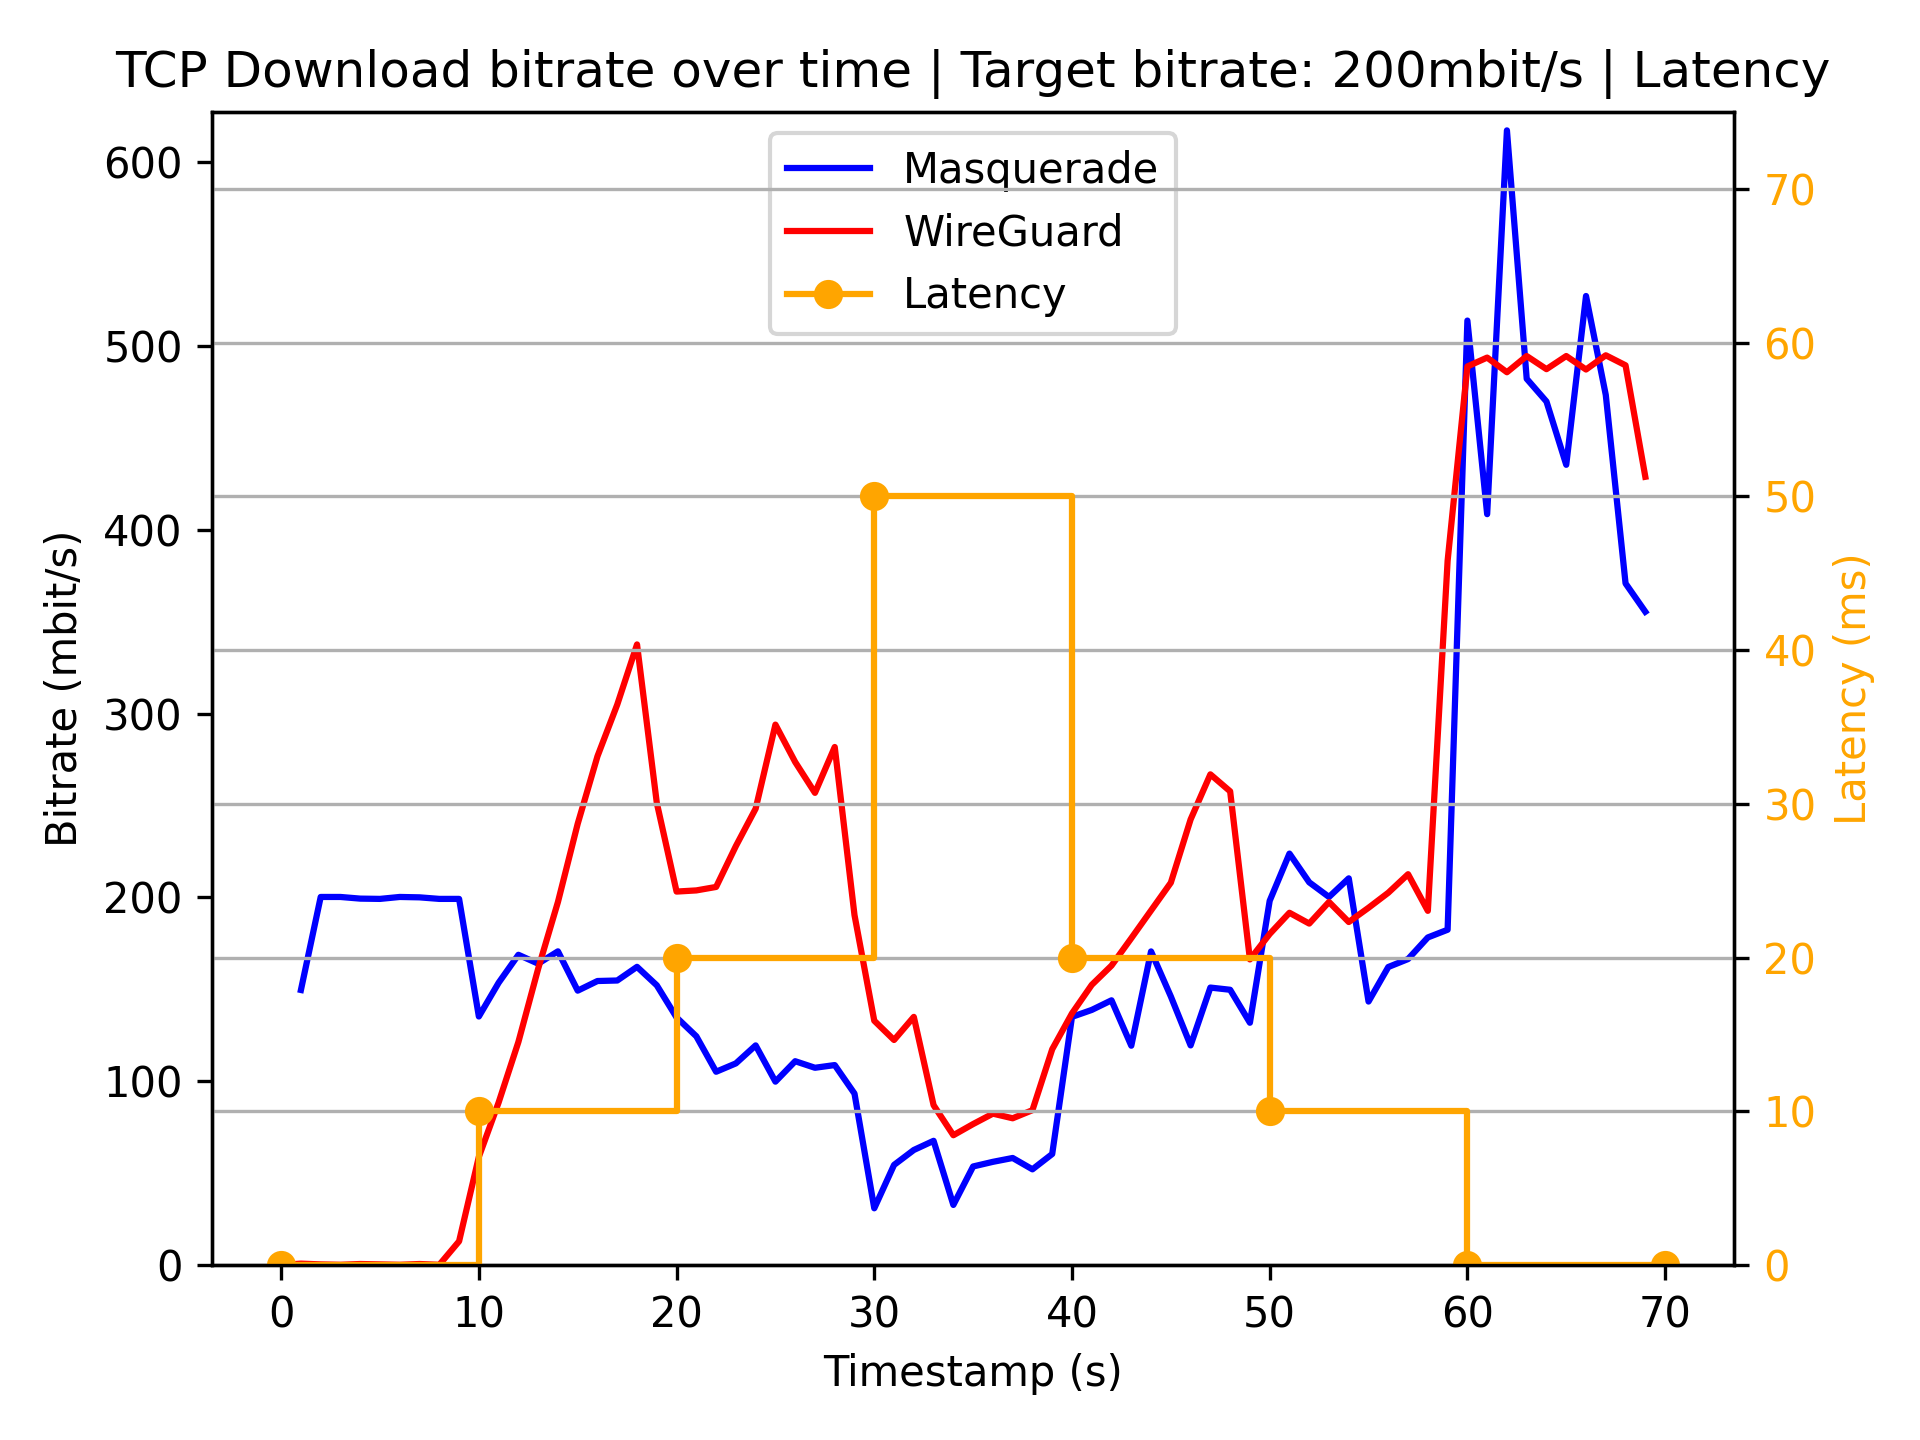 TCP Download bitrate over time | Target bitrate: 200mbit/s | Latency
Masquerade
WireGuard
Latency
Bitrate (mbit/s)
600
500
400
300
200
100
0
70
60
50
40
30
20
10
0
Latency (ms)
0 10 20 30 40 50 60 70
Timestamp (s)